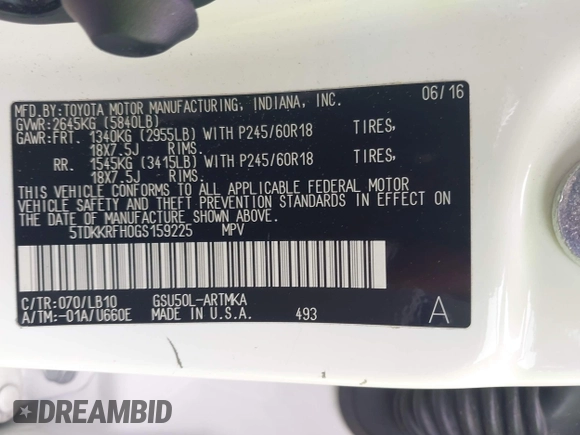 MFD.BY:TOYOTA MOTOR MANUFACTURING, INDIANA, INC. 06/16
GVWR:2645KG (5840LB)
GAWR:FRT. 1340KG (2955LB) WITH P245/60R18 TIRES,
18X7.5J RIMS.
RR. 1545KG (3415LB) WITH P245/60R18 TIRES,
18X7.5J RIMS.
THIS VEHICLE CONFORMS TO ALL APPLICABLE FEDERAL MOTOR
VEHICLE SAFETY AND THEFT PREVENTION STANDARDS IN EFFECT ON
THE DATE OF MANUFACTURE SHOWN ABOVE.
5TDKKRFH0GS159225 MPV
C/TR:070/LB10 GSU50L-ARTMKA
A/TM:-01A/U660E MADE IN U.S.A. 493 A
DREAMBID